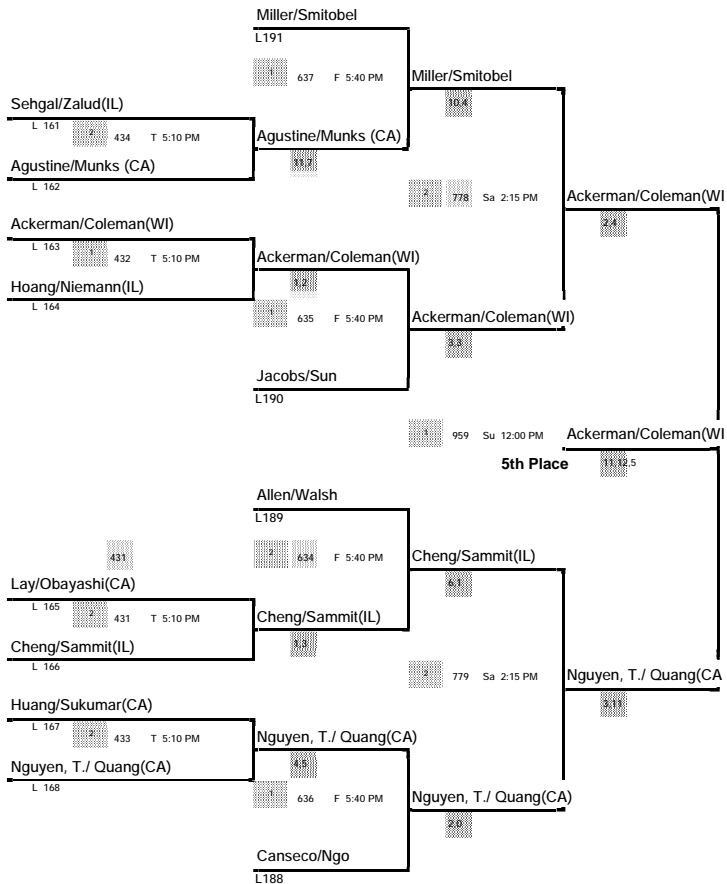 Miller/Smitobel
L191
1 637 F 5:40 PM
Miller/Smitobel
10,4
Sehgal/Zalud(IL)
L 161
2 434 T 5:10 PM
Agustine/Munks (CA)
11,7
Agustine/Munks (CA)
L 162
2 778 Sa 2:15 PM
Ackerman/Coleman(WI
2,4
Ackerman/Coleman(WI)
L 163
1 432 T 5:10 PM
Ackerman/Coleman(WI)
1,2
Hoang/Niemann(IL)
L 164
1 635 F 5:40 PM
Ackerman/Coleman(WI)
3,3
Jacobs/Sun
L190
1 959 Su 12:00 PM
Ackerman/Coleman(WI
5th Place
11,12,5
Allen/Walsh
L189
431
2 634 F 5:40 PM
Cheng/Sammit(IL)
6,1
Lay/Obayashi(CA)
L 165
2 431 T 5:10 PM
Cheng/Sammit(IL)
1,3
Cheng/Sammit(IL)
L 166
2 779 Sa 2:15 PM
Nguyen, T./ Quang(CA
3,11
Huang/Sukumar(CA)
L 167
2 433 T 5:10 PM
Nguyen, T./ Quang(CA)
4,5
Nguyen, T./ Quang(CA)
L 168
1 636 F 5:40 PM
Nguyen, T./ Quang(CA)
2,0
Canseco/Ngo
L188